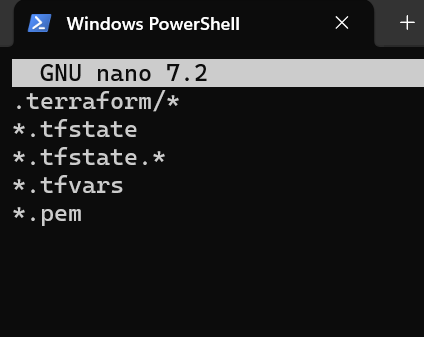 Windows PowerShell
GNU nano 7.2
.terraform/*
*.tfstate
*.tfstate.*
*.tfvars
*.pem